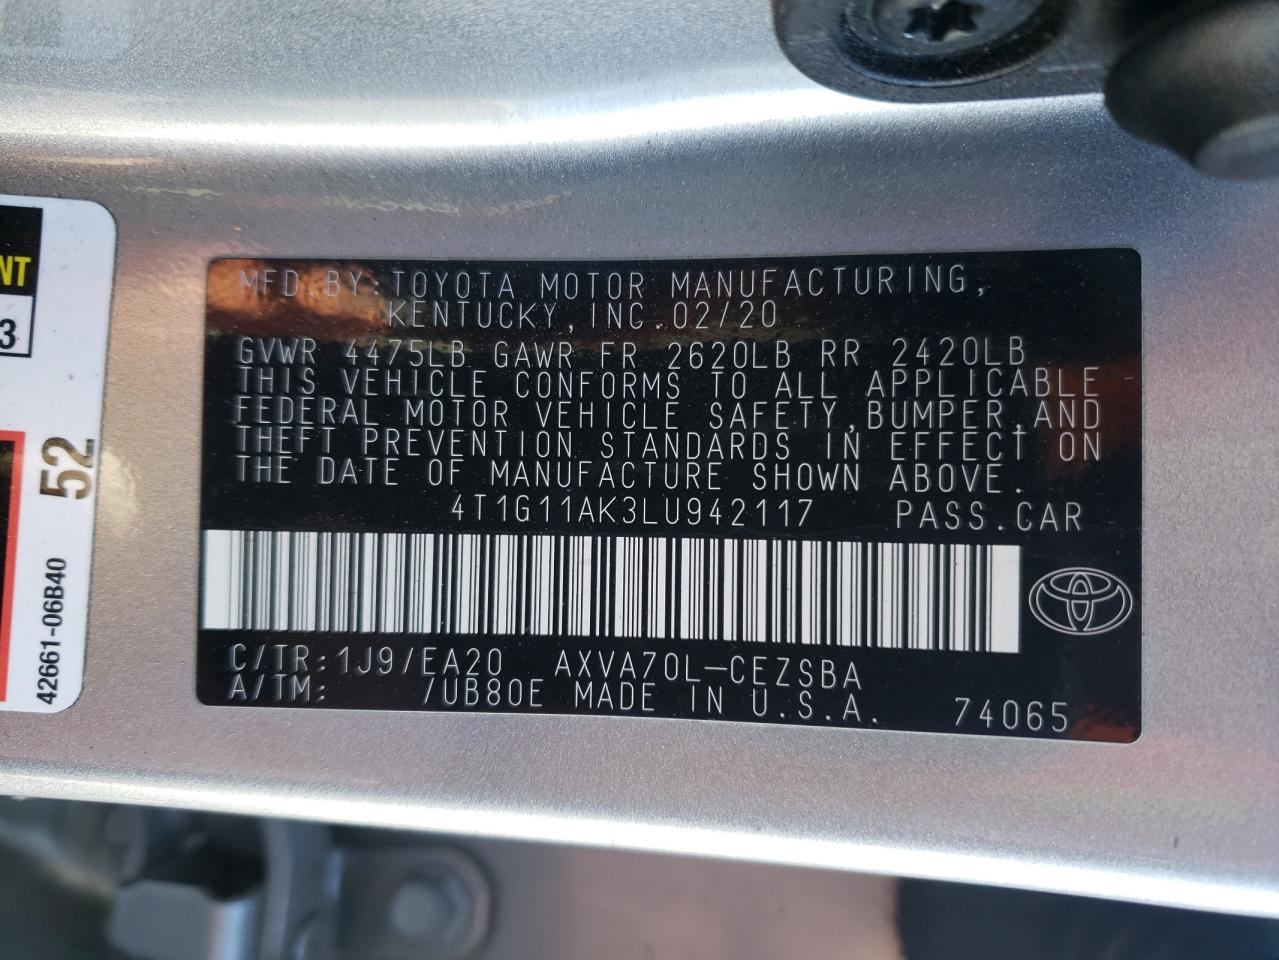 MFD.BY:TOYOTA MOTOR MANUFACTURING,
KENTUCKY,INC.02/20
GVWR 4475LB GAWR FR 2620LB RR 2420LB
THIS VEHICLE CONFORMS TO ALL APPLICABLE
FEDERAL MOTOR VEHICLE SAFETY,BUMPER,AND
THEFT PREVENTION STANDARDS IN EFFECT ON
THE DATE OF MANUFACTURE SHOWN ABOVE.
4T1G11AK3LU942117 PASS.CAR
C/TR:1J9/EA20 AXVA70L-CEZSBA
A/TM: /UB80E MADE IN U.S.A. 74065
NT
3
52
42661-06B40